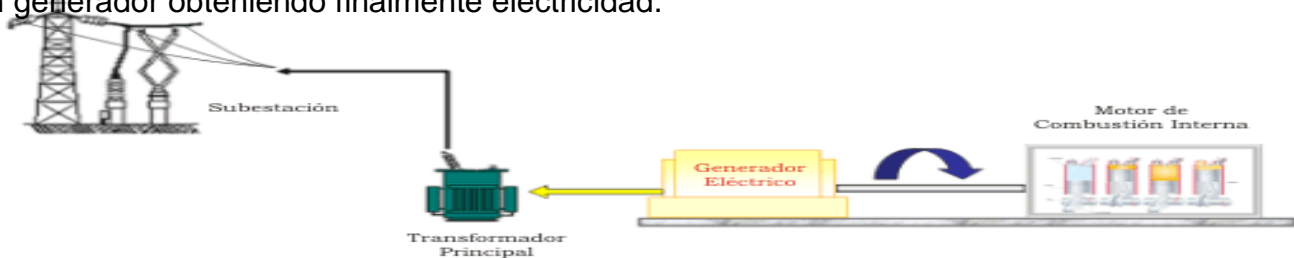 generador obteniendo finalmente electricidad.
Subestación
Motor de
Combustión Interna
Generador
Eléctrico
Transformador
Principal